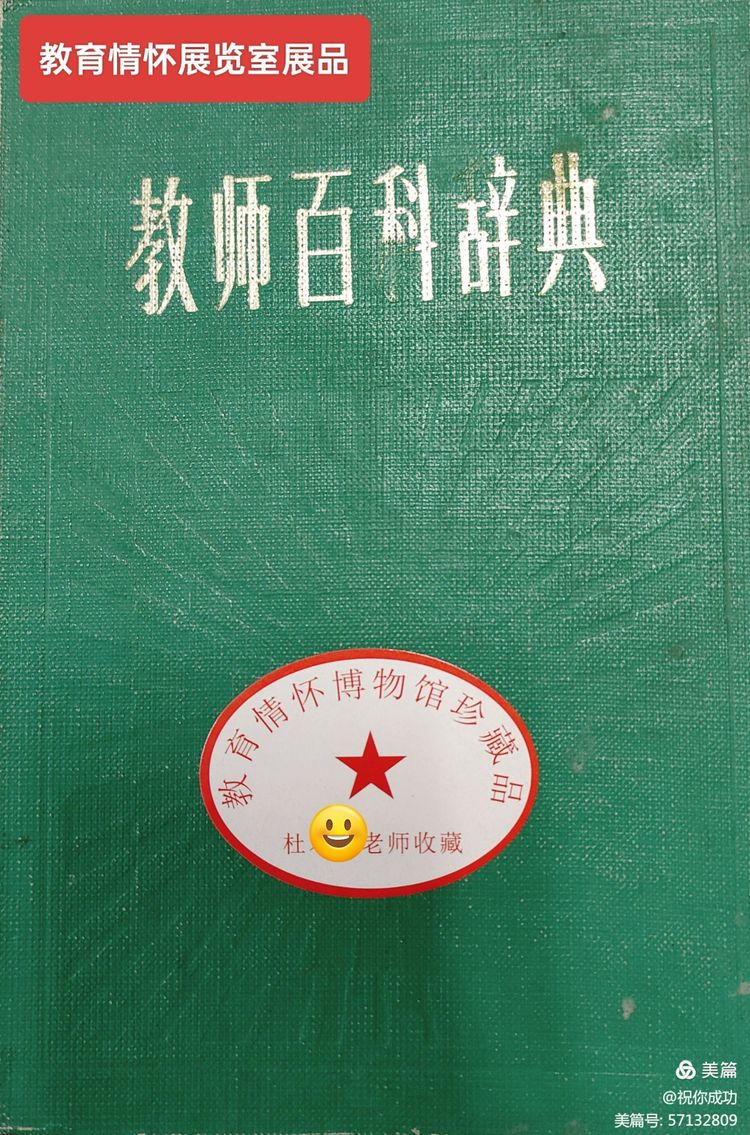 教育情怀展览室展品
教师百科辞典
教育情怀博物馆珍藏品
杜 老师收藏
美篇
@祝你成功
美篇号: 57132809